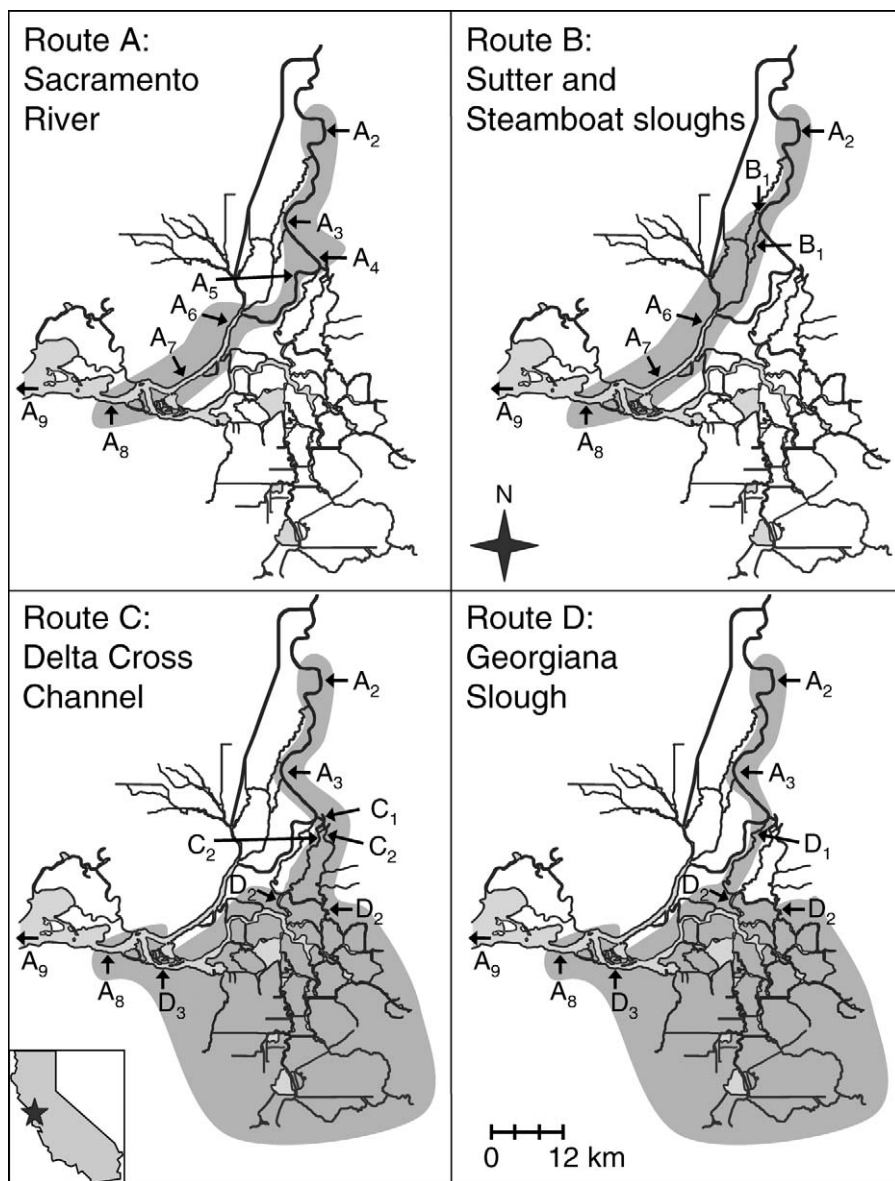 Route A:
Sacramento
River
A2
A3
A4
A5
A6
A7
A9
A8
Route B:
Sutter and
Steamboat sloughs
A2
B1
B1
A6
A7
A9
A8
N
Route C:
Delta Cross
Channel
A2
A3
C1
C2
C2
D2
D2
A9
A8
D3
Route D:
Georgiana
Slough
A2
A3
D1
D2
D2
A9
A8
D3
0 12 km